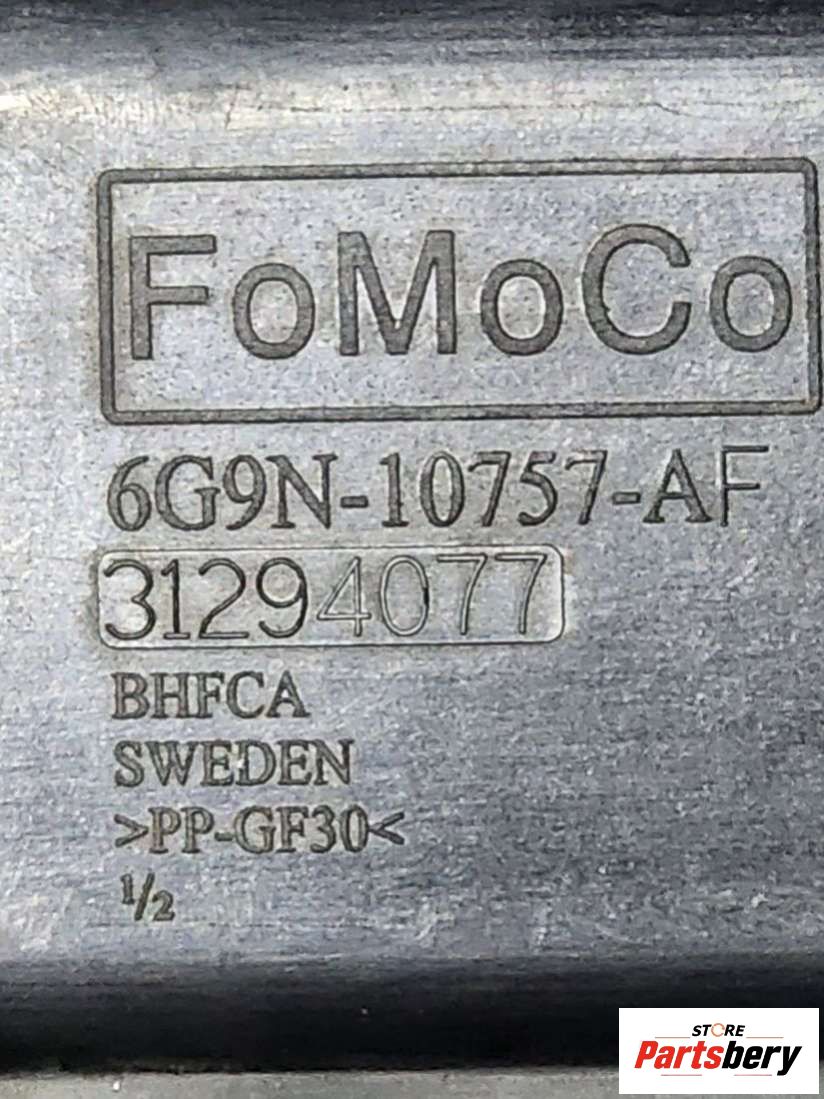 FoMoCo
6G9N-10757-AF
31294077
BHFCA
SWEDEN
>PP-GF30<
1/2
STORE
Partsbery